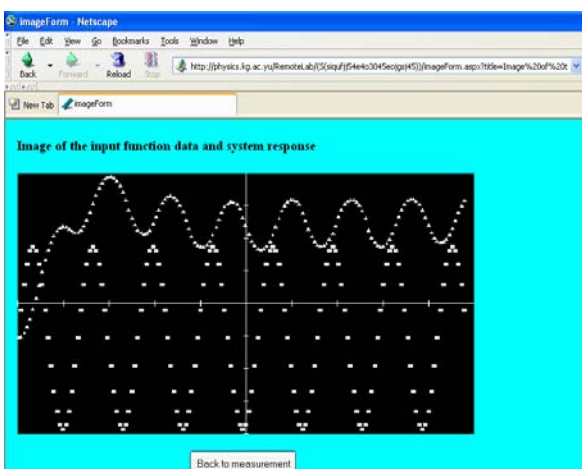 imageForm - Netscape
File Edit View Go Bookmarks Tools Window Help
Back Forward Reload Stop
New Tab imageForm
Image of the input function data and system response
Back to measurement